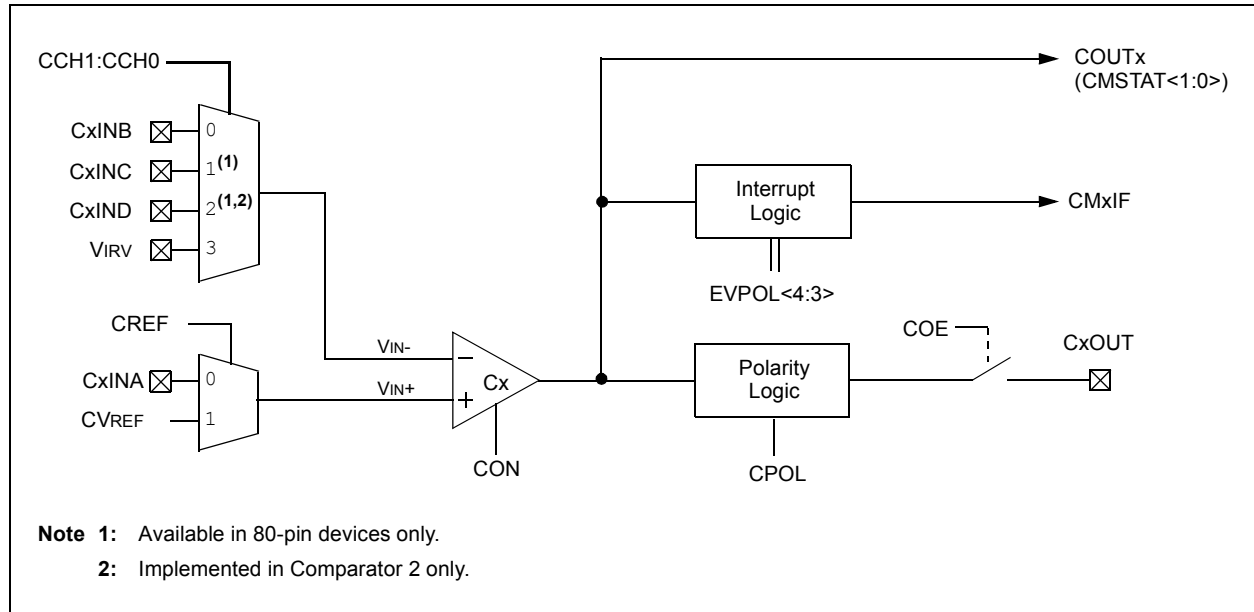 CCH1:CCH0
COUTx
(CMSTAT<1:0>)
CxINB
0
CxINC
1(1)
CxIND
2(1,2)
VIRV
3
Interrupt
Logic
CMxIF
EVPOL<4:3>
CREF
COE
CxOUT
CxINA
0
CVREF
1
VIN-
VIN+
−
+
Cx
CON
Polarity
Logic
CPOL
Note 1: Available in 80-pin devices only.
2: Implemented in Comparator 2 only.